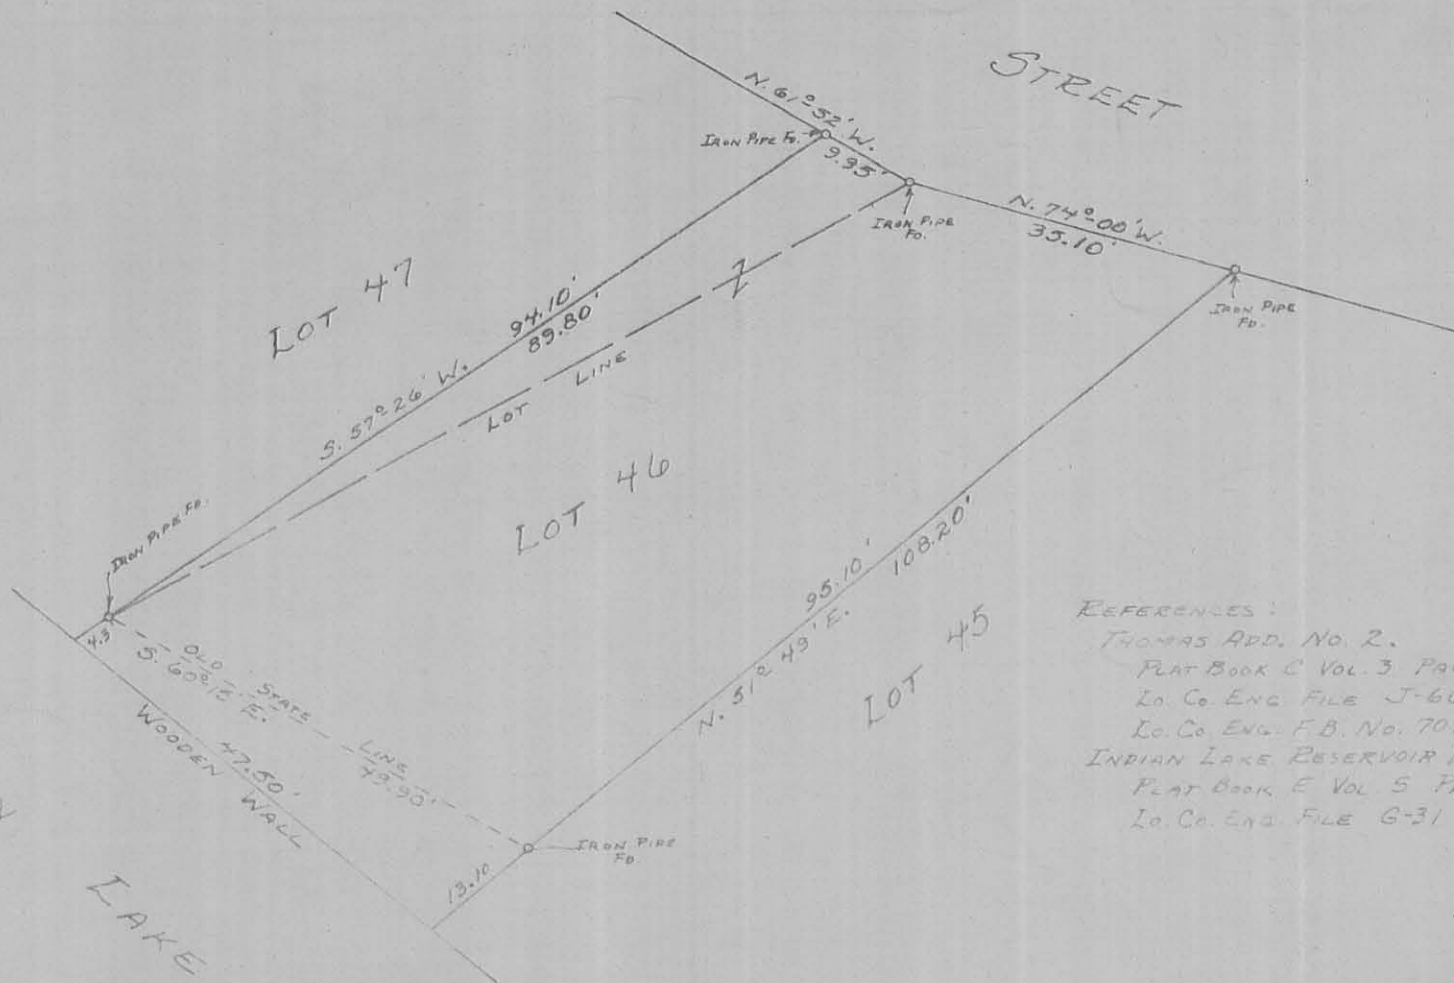 STREET
N. 61°-52' W.
9.95'
IRON PIPE FD.
N. 74°-00' W.
35.10'
IRON PIPE
FD.
IRON PIPE
FD.
LOT 47
94.10'
89.80'
S. 57°-26' W.
LOT LINE
LOT 46
IRON PIPE FD.
95.10'
108.20'
N. 51° 49' E.
LOT 45
4.3
OLD STATE LINE
S. 60°-18' E.
49.90'
47.50'
WOODEN WALL
13.10
IRON PIPE
FD.
LAKE
REFERENCES:
THOMAS ADD. NO. 2.
PLAT BOOK C VOL. 3
LO. CO. ENG. FILE J-6
LO. CO. ENG. F.B. NO. 70
INDIAN LAKE RESERVOIR
PLAT BOOK E VOL. 5
LO. CO. ENG. FILE G-31